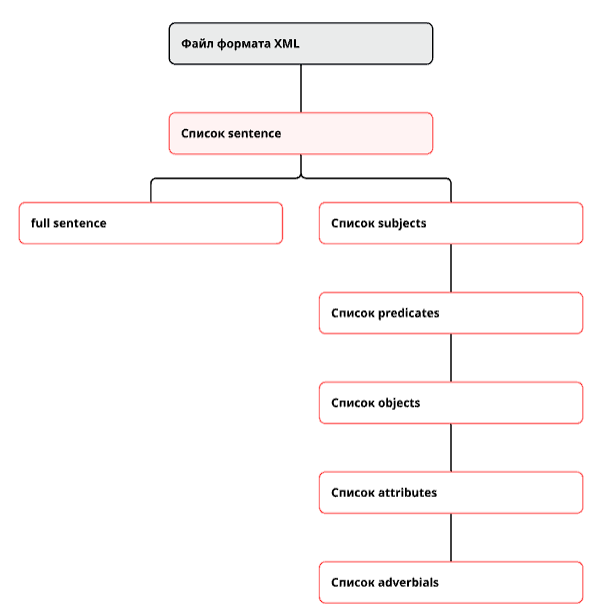 Файл формата XML
Список sentence
full sentence
Список subjects
Список predicates
Список objects
Список attributes
Список adverbials